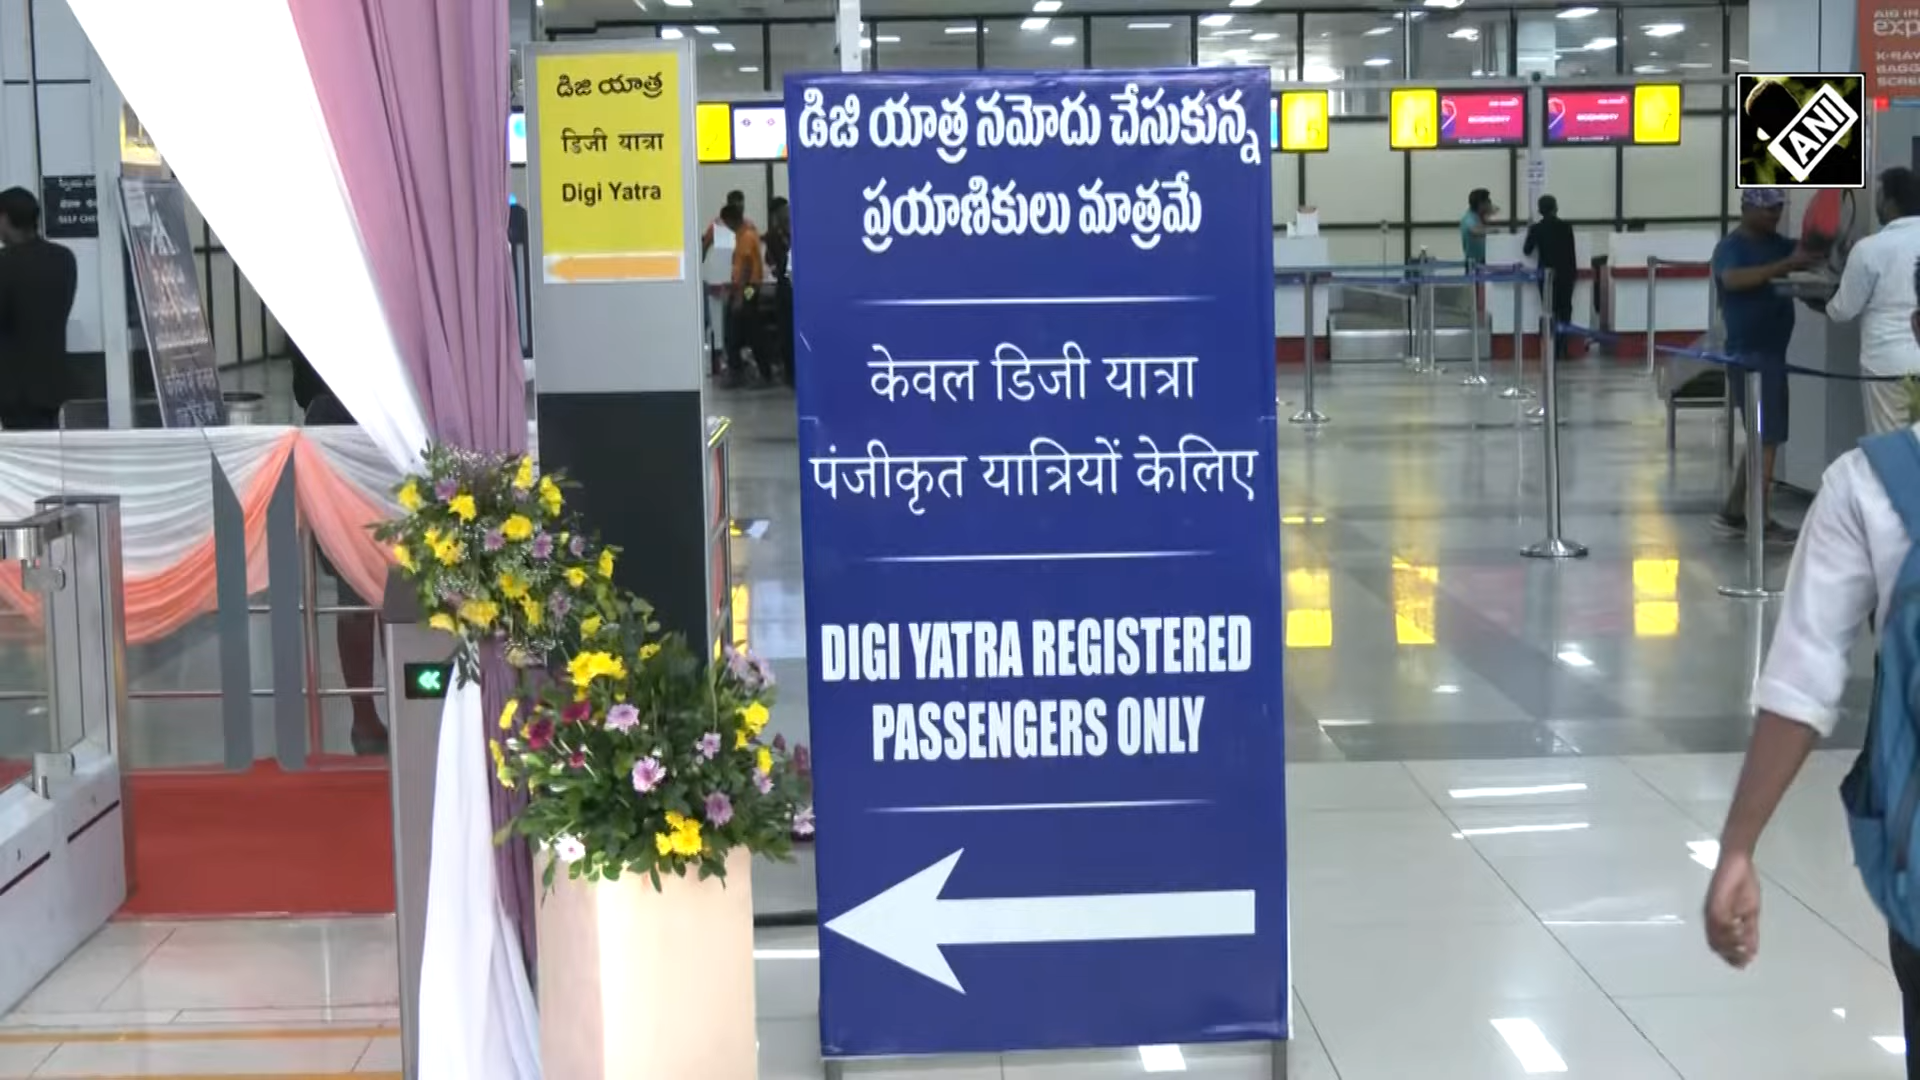 డిజి యాత్ర
डिजी यात्रा
Digi Yatra
డిజి యాత్ర నమోదు చేసుకున్న
ప్రయాణికులు మాత్రమే
केवल डिजी यात्रा
पंजीकृत यात्रियों केलिए
DIGI YATRA REGISTERED
PASSENGERS ONLY
ANI